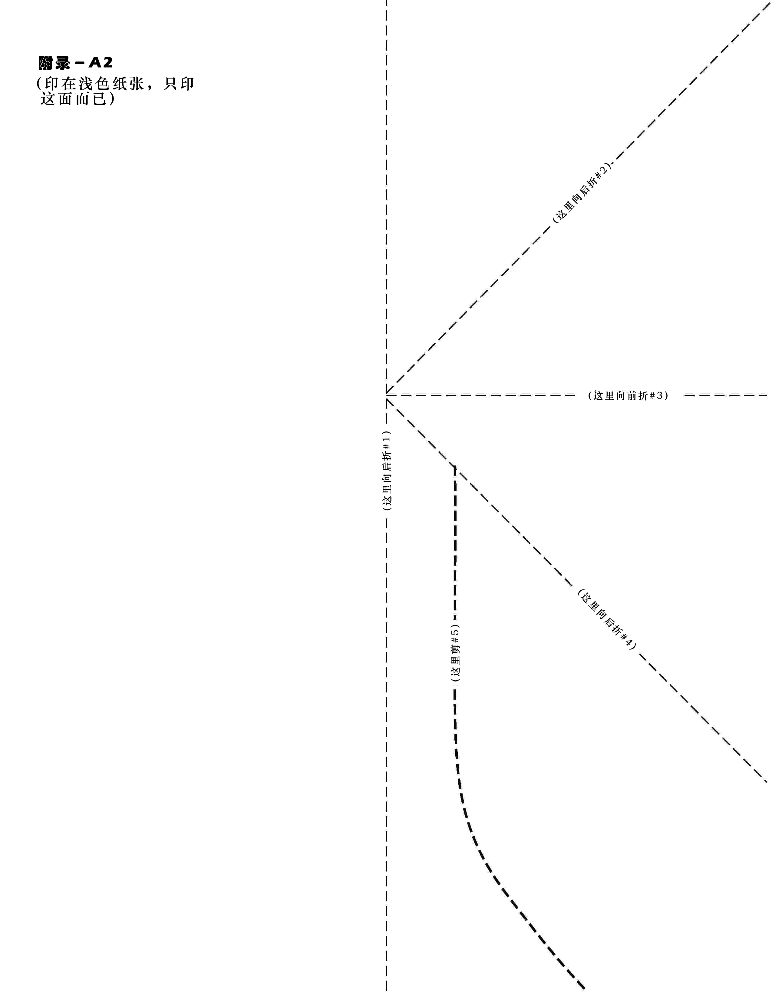 附录-A2
(印在浅色纸张，只印
这面而已)
(这里向后折#2)
(这里向前折#3)
(这里向后折#1)
(这里向后折#4)
(这里剪#5)